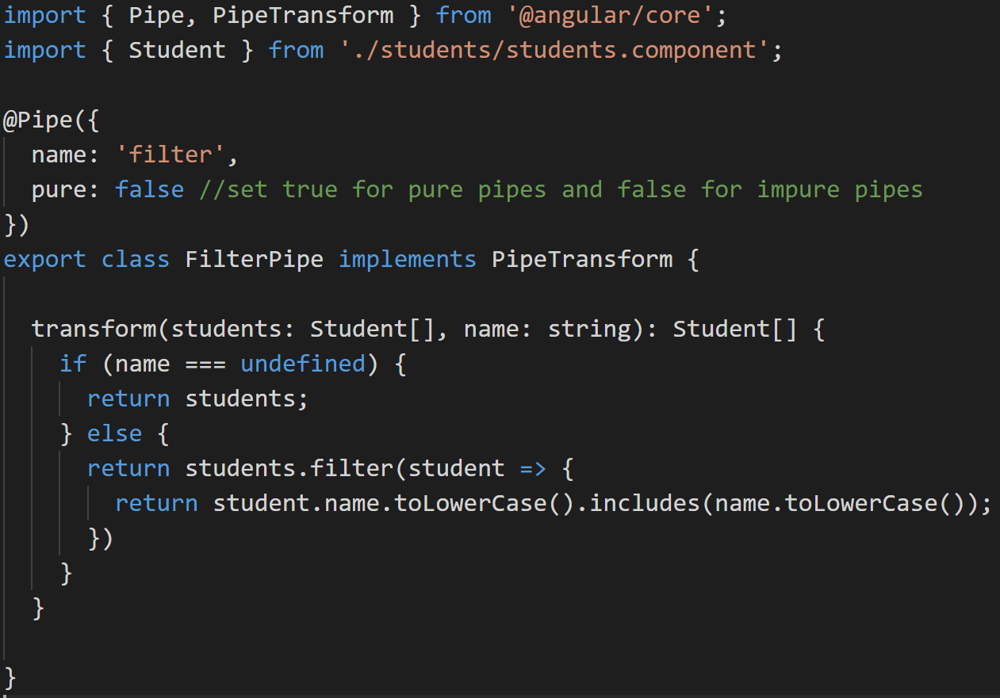 import { Pipe, PipeTransform } from '@angular/core';
import { Student } from './students/students.component';
@Pipe({
name: 'filter',
pure: false //set true for pure pipes and false for impure pipes
})
export class FilterPipe implements PipeTransform {
transform(students: Student[], name: string): Student[] {
if (name === undefined) {
return students;
} else {
return students.filter(student => {
return student.name.toLowerCase().includes(name.toLowerCase());
})
}
}
}